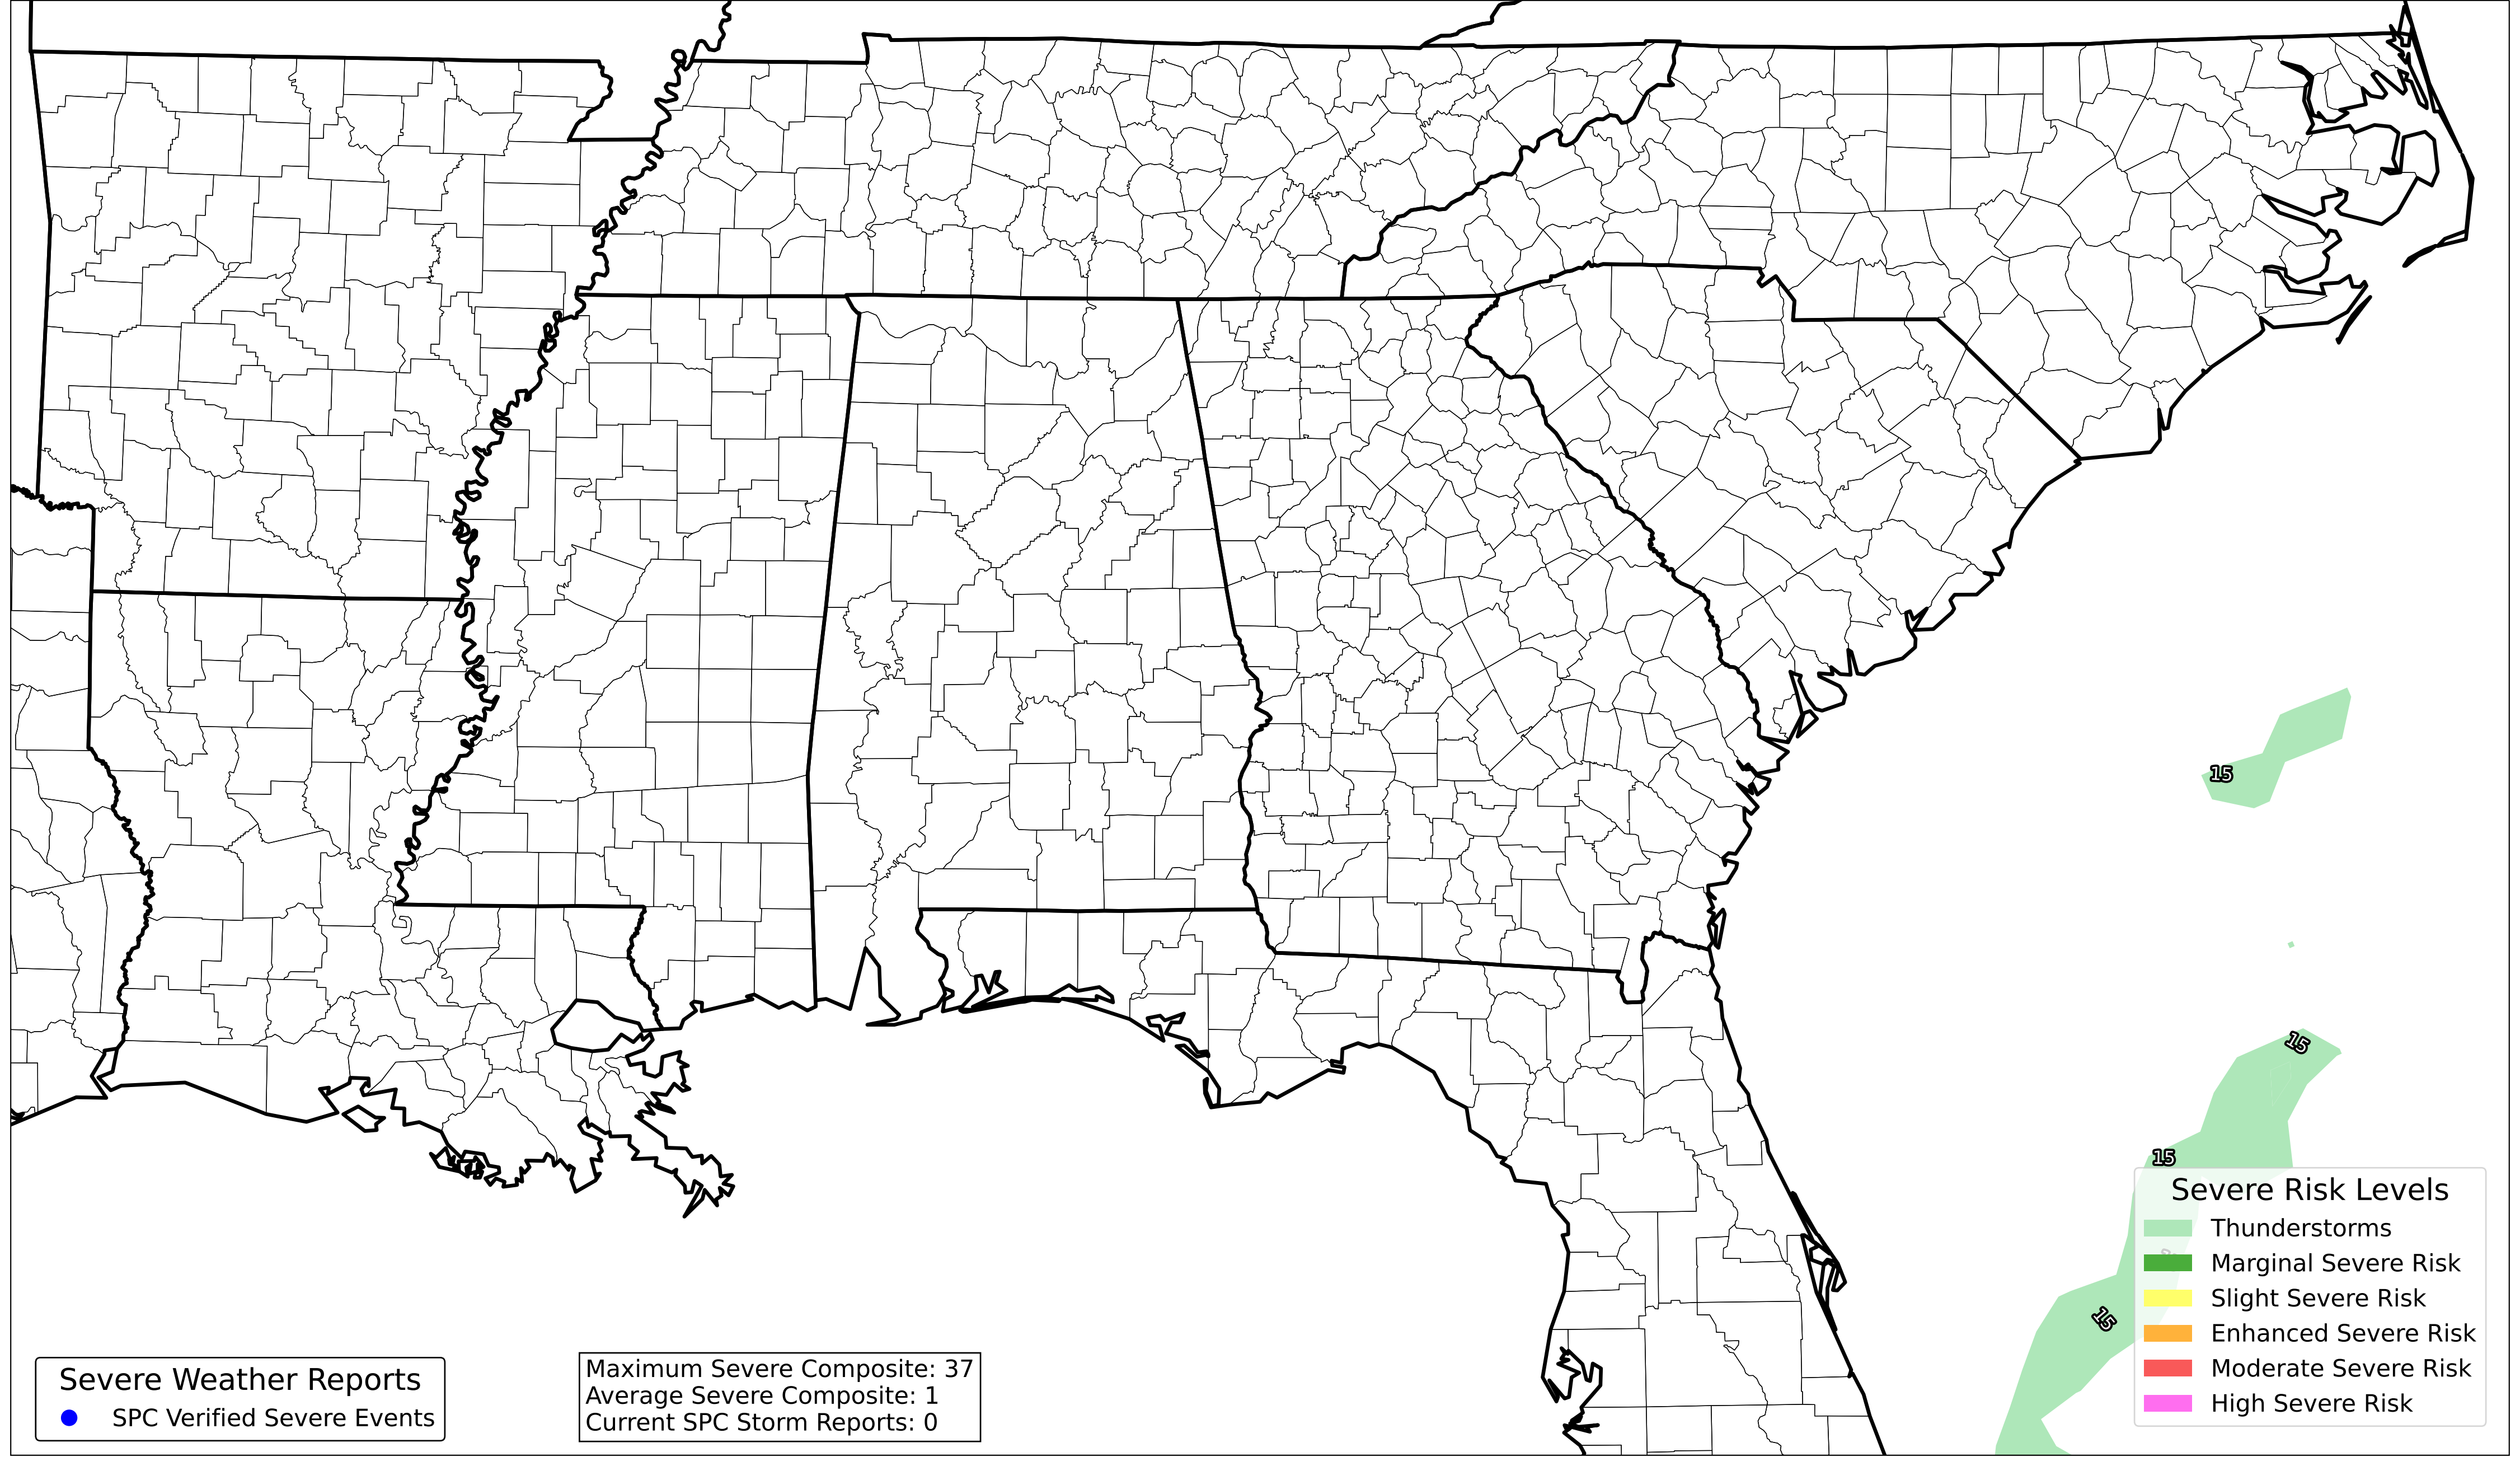 15
15
15
15
Severe Risk Levels
Thunderstorms
Marginal Severe Risk
Slight Severe Risk
Enhanced Severe Risk
Moderate Severe Risk
High Severe Risk
Severe Weather Reports
SPC Verified Severe Events
Maximum Severe Composite: 37
Average Severe Composite: 1
Current SPC Storm Reports: 0